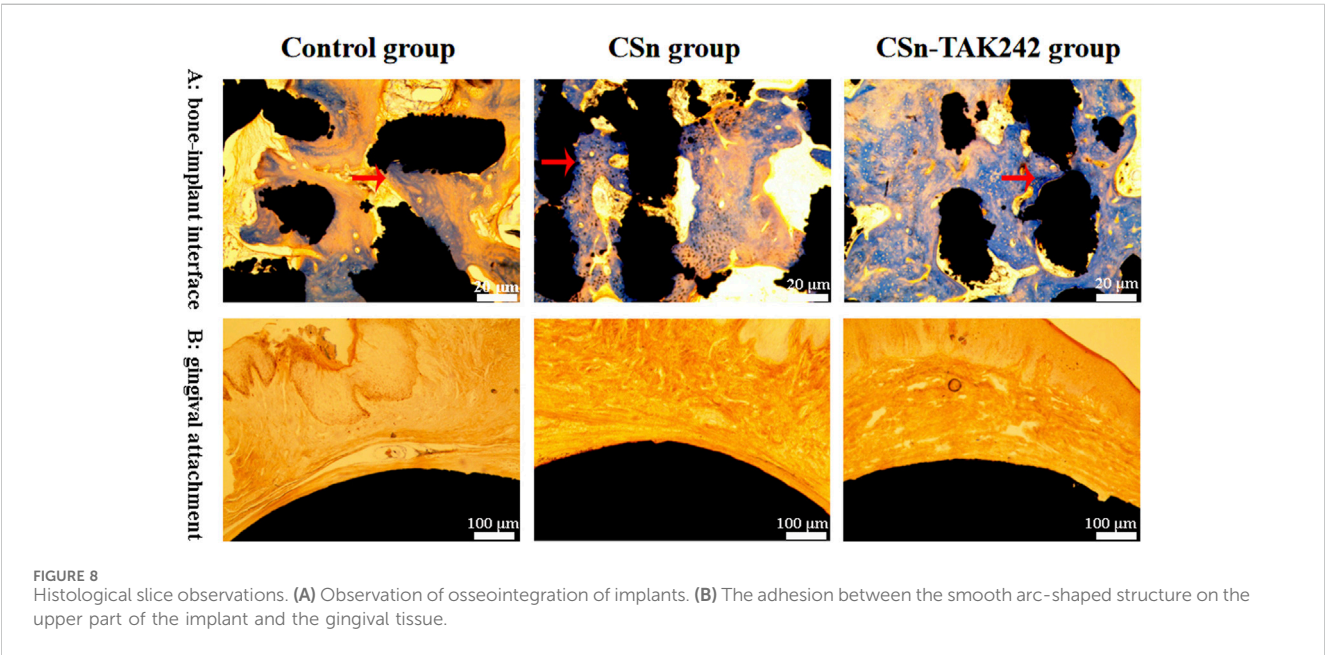 Control group
CSn group
CSn-TAK242 group
A: bone-implant interface
20 μm
20 μm
20 μm
B: gingival attachment
100 μm
100 μm
100 μm
FIGURE 8
Histological slice observations. (A) Observation of osseointegration of implants. (B) The adhesion between the smooth arc-shaped structure on the
upper part of the implant and the gingival tissue.